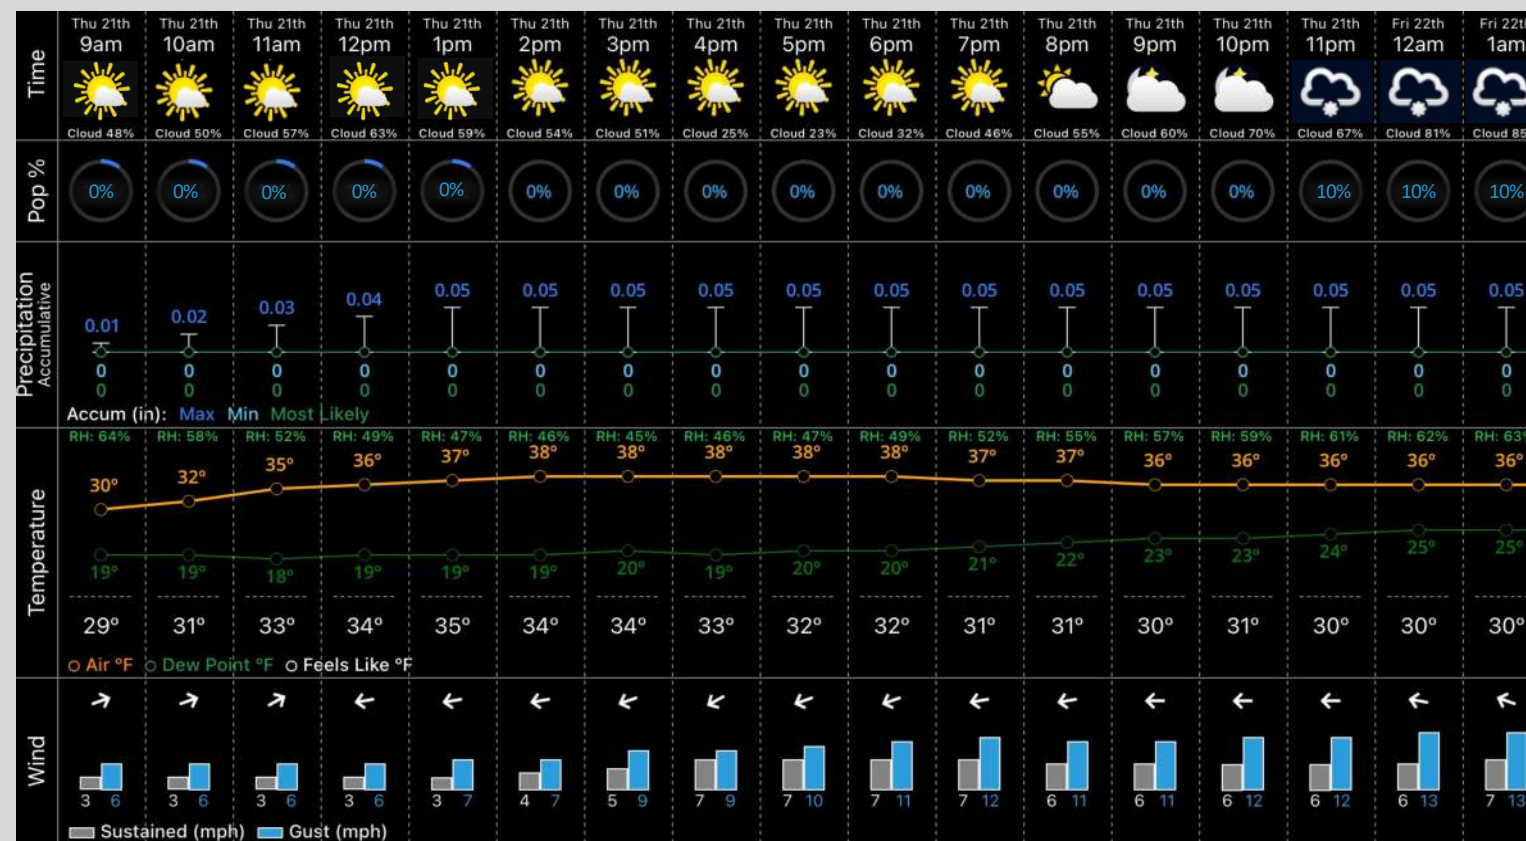 Time
Thu 21th Thu 21th Thu 21th Thu 21th Thu 21th Thu 21th Thu 21th Thu 21th Thu 21th Thu 21th Thu 21th Thu 21th Thu 21th Thu 21th Thu 21th Fri 22th Fri 22t
9am 10am 11am 12pm 1pm 2pm 3pm 4pm 5pm 6pm 7pm 8pm 9pm 10pm 11pm 12am 1am
Cloud 48% Cloud 50% Cloud 57% Cloud 63% Cloud 59% Cloud 54% Cloud 51% Cloud 25% Cloud 23% Cloud 32% Cloud 46% Cloud 55% Cloud 60% Cloud 70% Cloud 67% Cloud 81% Cloud 85
Pop %
0% 0% 0% 0% 0% 0% 0% 0% 0% 0% 0% 0% 0% 0% 10% 10% 10%
Precipitation
Accumulative
0.01 0.02 0.03 0.04 0.05 0.05 0.05 0.05 0.05 0.05 0.05 0.05 0.05 0.05 0.05 0.05 0.05
0 0 0 0 0 0 0 0 0 0 0 0 0 0 0 0 0
0 0 0 0 0 0 0 0 0 0 0 0 0 0 0 0 0
Accum (in): Max Min Most Likely
Temperature
RH: 64% RH: 58% RH: 52% RH: 49% RH: 47% RH: 46% RH: 45% RH: 46% RH: 47% RH: 49% RH: 52% RH: 55% RH: 57% RH: 59% RH: 61% RH: 62% RH: 63%
30° 32° 35° 36° 37° 38° 38° 38° 38° 38° 37° 37° 36° 36° 36° 36° 36°
19° 19° 18° 19° 19° 19° 20° 19° 20° 20° 21° 22° 23° 23° 24° 25° 25°
29° 31° 33° 34° 35° 34° 34° 33° 32° 32° 31° 31° 30° 31° 30° 30° 30°
Air °F Dew Point °F Feels Like °F
Wind
3 6 3 6 3 6 3 6 3 7 4 7 5 9 7 9 7 10 7 11 7 12 6 11 6 11 6 12 6 12 6 13 7 13
Sustained (mph) Gust (mph)